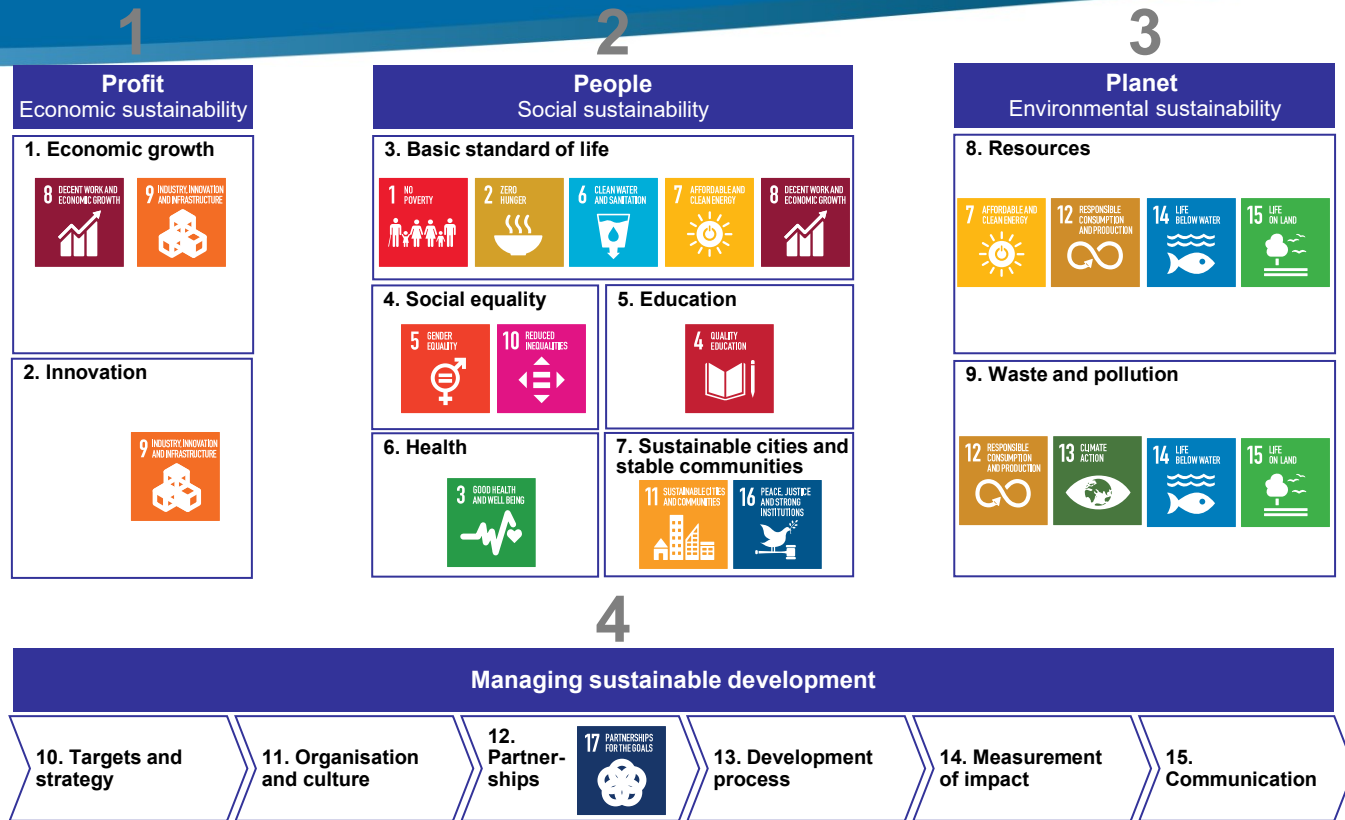 1
2
3
Profit
Economic sustainability
People
Social sustainability
Planet
Environmental sustainability
1. Economic growth
8 DECENT WORK AND
ECONOMIC GROWTH
9 INDUSTRY, INNOVATION
AND INFRASTRUCTURE
2. Innovation
9 INDUSTRY, INNOVATION
AND INFRASTRUCTURE
3. Basic standard of life
1 NO
POVERTY
2 ZERO
HUNGER
6 CLEAN WATER
AND SANITATION
7 AFFORDABLE AND
CLEAN ENERGY
8 DECENT WORK AND
ECONOMIC GROWTH
4. Social equality
5 GENDER
EQUALITY
10 REDUCED
INEQUALITIES
5. Education
4 QUALITY
EDUCATION
6. Health
3 GOOD HEALTH
AND WELL BEING
7. Sustainable cities and
stable communities
11 SUSTAINABLE CITIES
AND COMMUNITIES
16 PEACE, JUSTICE
AND STRONG
INSTITUTIONS
8. Resources
7 AFFORDABLE AND
CLEAN ENERGY
12 RESPONSIBLE
CONSUMPTION
AND PRODUCTION
14 LIFE
BELOW WATER
15 LIFE
ON LAND
9. Waste and pollution
12 RESPONSIBLE
CONSUMPTION
AND PRODUCTION
13 CLIMATE
ACTION
14 LIFE
BELOW WATER
15 LIFE
ON LAND
4
Managing sustainable development
10. Targets and
strategy
11. Organisation
and culture
12.
Partner-
ships
17 PARTNERSHIPS
FOR THE GOALS
13. Development
process
14. Measurement
of impact
15.
Communication